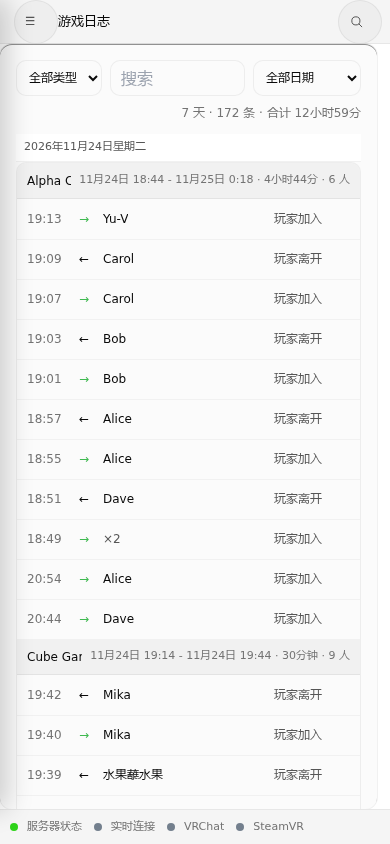 ☰ 游戏日志
全部类型 搜索 全部日期
7 天 · 172 条 · 合计 12小时59分
2026年11月24日星期二
Alpha C 11月24日 18:44 - 11月25日 0:18 · 4小时44分 · 6 人
19:13 → Yu-V 玩家加入
19:09 ← Carol 玩家离开
19:07 → Carol 玩家加入
19:03 ← Bob 玩家离开
19:01 → Bob 玩家加入
18:57 ← Alice 玩家离开
18:55 → Alice 玩家加入
18:51 ← Dave 玩家离开
18:49 → ×2 玩家加入
20:54 → Alice 玩家加入
20:44 → Dave 玩家加入
Cube Gar 11月24日 19:14 - 11月24日 19:44 · 30分钟 · 9 人
19:42 ← Mika 玩家离开
19:40 → Mika 玩家加入
19:39 ← 水果蘸水果 玩家离开
服务器状态 实时连接 VRChat SteamVR